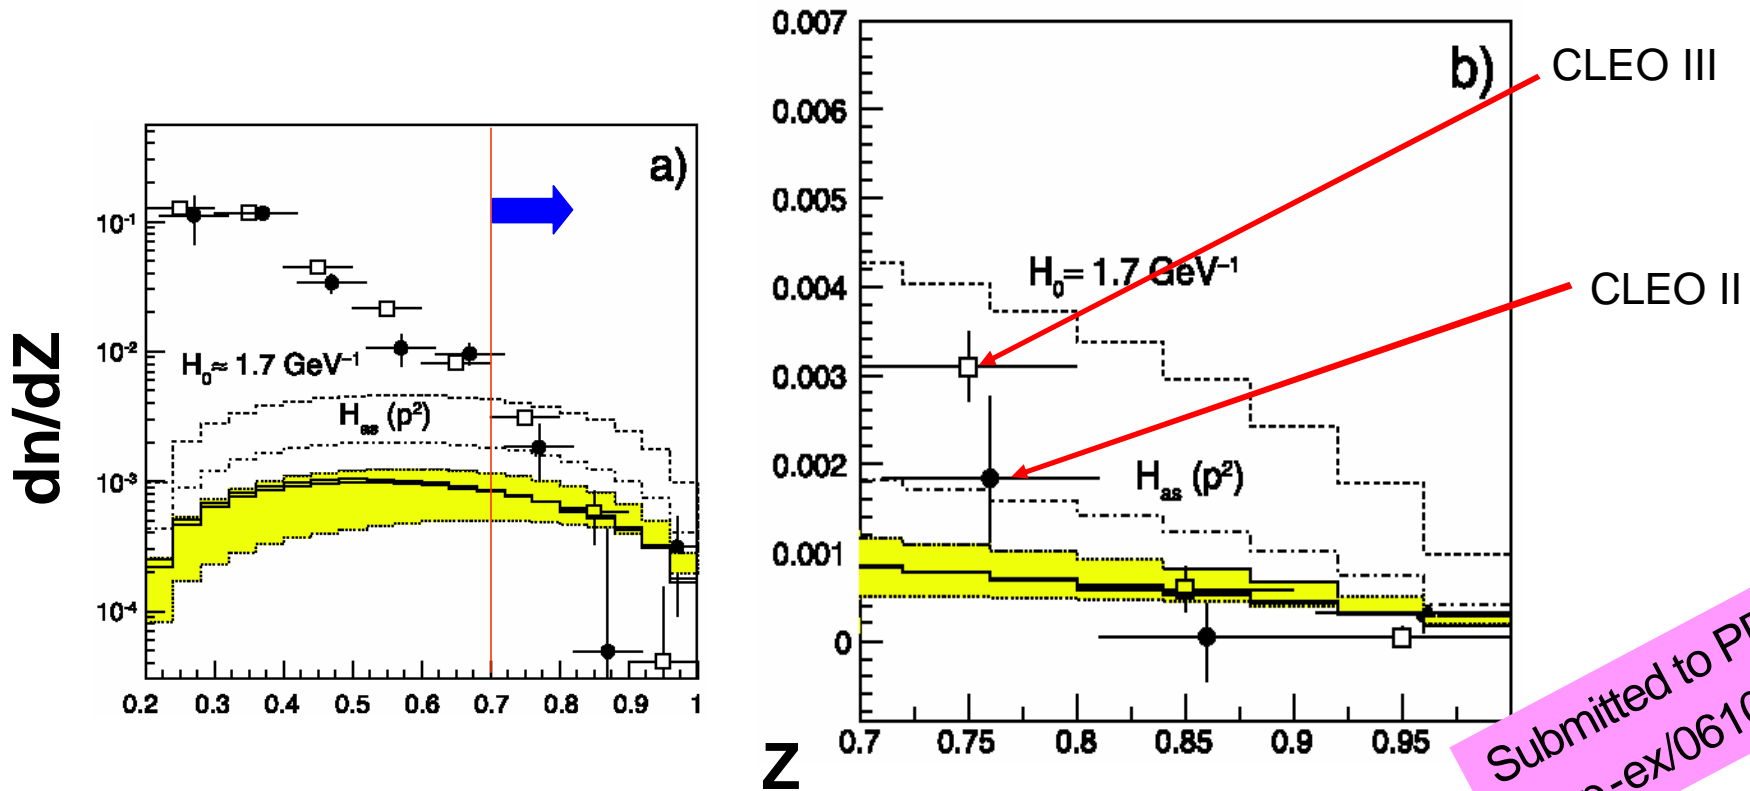 dn/dZ
a)
10⁻¹
10⁻²
10⁻³
10⁻⁴
H₀≈ 1.7 GeV⁻¹
Hₐₛ (p²)
0.2 0.3 0.4 0.5 0.6 0.7 0.8 0.9 1
b)
0.007
0.006
0.005
0.004
0.003
0.002
0.001
0
H₀= 1.7 GeV⁻¹
Hₐₛ (p²)
0.7 0.75 0.8 0.85 0.9 0.95
Z
CLEO III
CLEO II
Submitted to
-ex/061